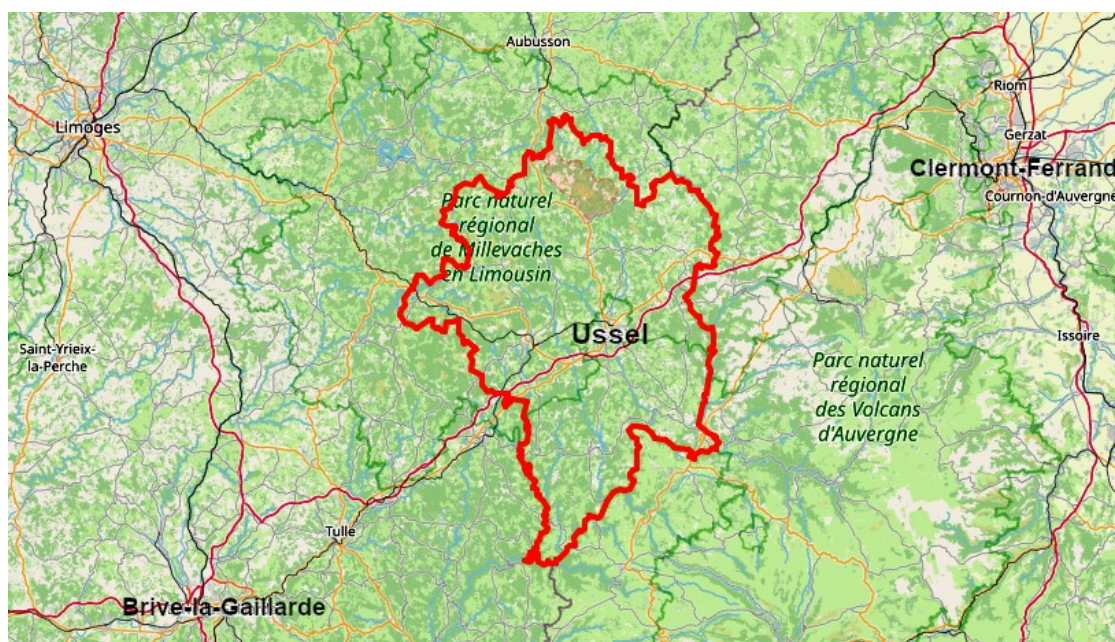 Aubusson
Riom
Limoges
Gerzat
Clermont-Ferrand
Cournon-d'Auvergne
Parc naturel
régional
de Millevaches
en Limousin
Ussel
Issoire
Saint-Yrieix-
la-Perche
Parc naturel
régional
des Volcans
d'Auvergne
Tulle
Brive-la-Gaillarde